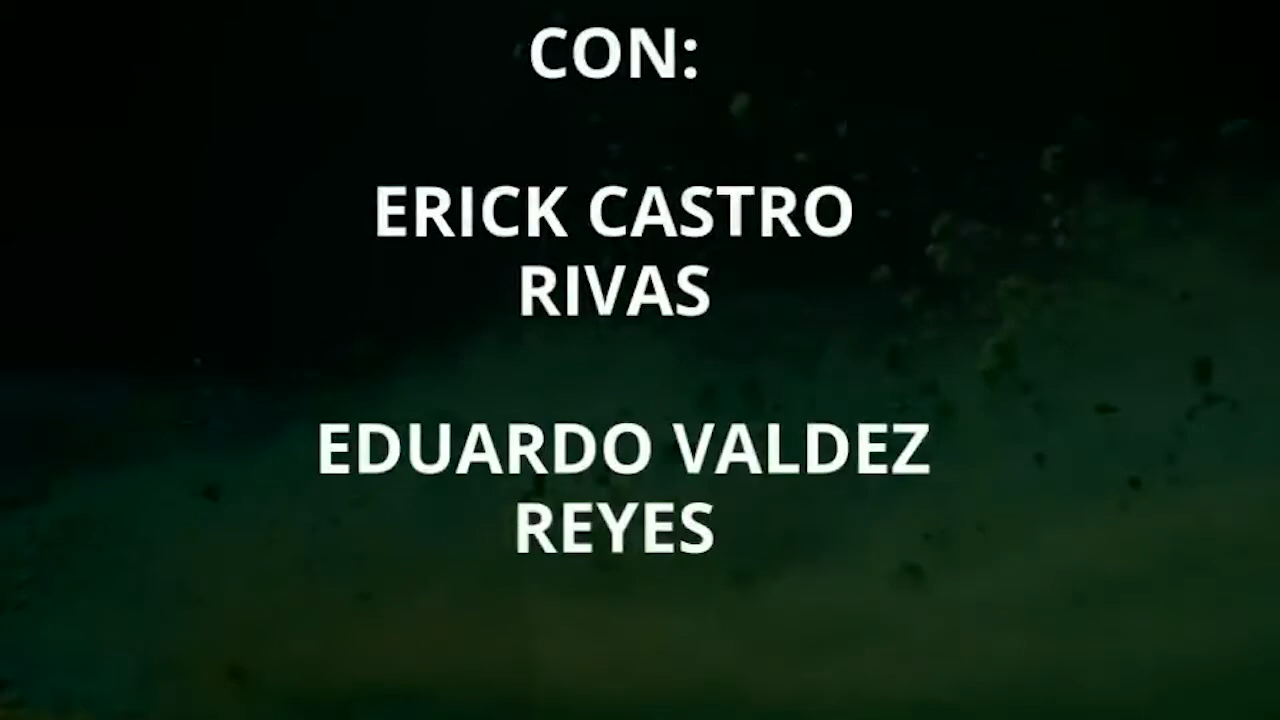 CON:
ERICK CASTRO
RIVAS
EDUARDO VALDEZ
REYES